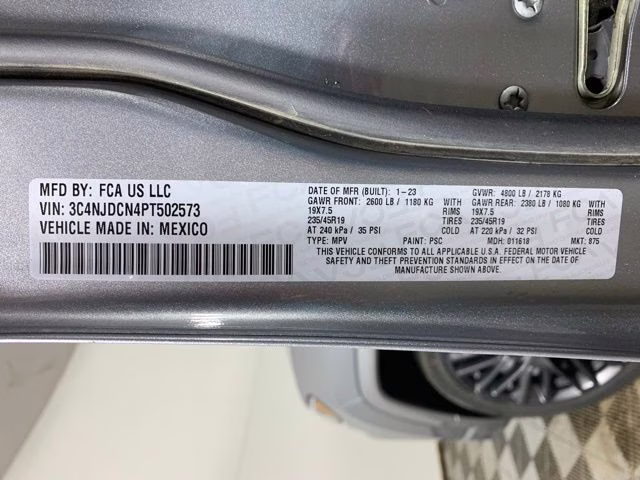 MFD BY: FCA US LLC
VIN: 3C4NJDCN4PT502573
VEHICLE MADE IN: MEXICO
DATE OF MFR (BUILT): 1-23 GVWR: 4800 LB / 2178 KG
GAWR FRONT: 2600 LB / 1180 KG WITH GAWR REAR: 2380 LB / 1080 KG WITH
19X7.5 RIMS 19X7.5 RIMS
235/45R19 TIRES 235/45R19 TIRES
AT 240 kPa / 35 PSI COLD AT 220 kPa / 32 PSI COLD
TYPE: MPV PAINT: PSC MDH: 011618 MKT: 875
THIS VEHICLE CONFORMS TO ALL APPLICABLE U.S.A. FEDERAL MOTOR VEHICLE
SAFETY AND THEFT PREVENTION STANDARDS IN EFFECT ON THE DATE OF
MANUFACTURE SHOWN ABOVE.